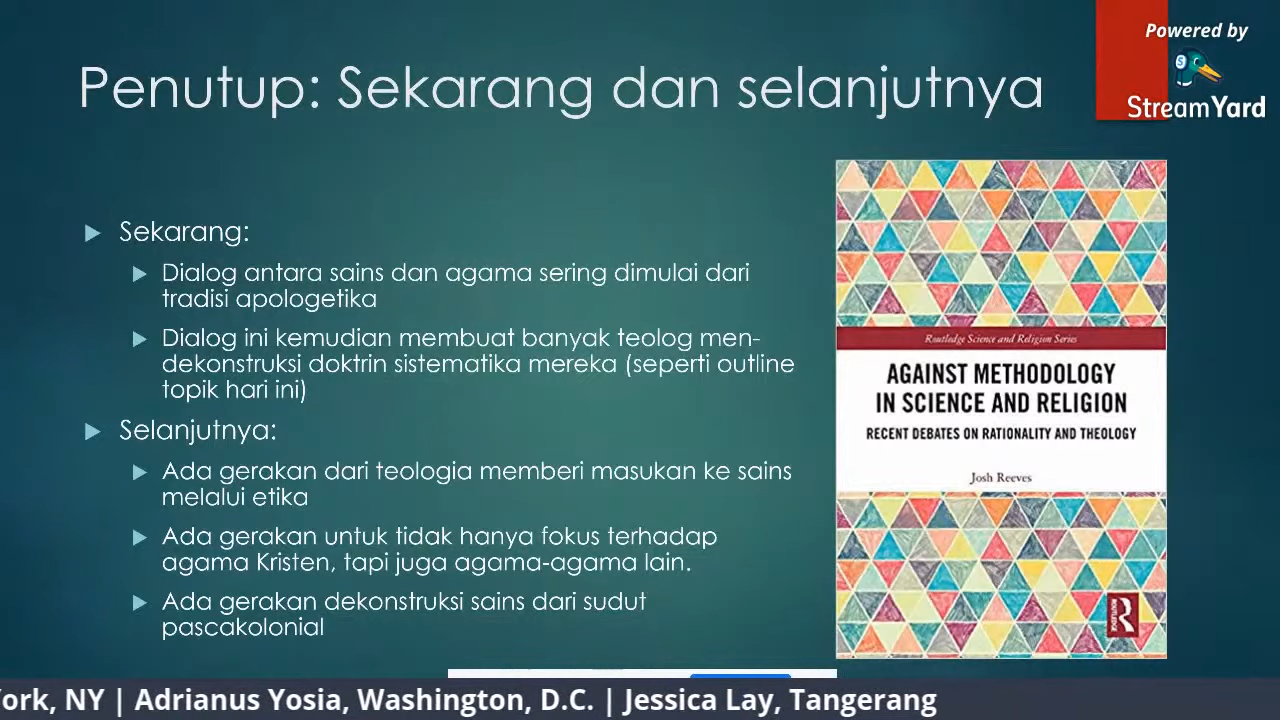 Powered by
StreamYard
Penutup: Sekarang dan selanjutnya
Sekarang:
Dialog antara sains dan agama sering dimulai dari
tradisi apologetika
Dialog ini kemudian membuat banyak teolog men-
dekonstruksi doktrin sistematika mereka (seperti outline
topik hari ini)
Selanjutnya:
Ada gerakan dari teologia memberi masukan ke sains
melalui etika
Ada gerakan untuk tidak hanya fokus terhadap
agama Kristen, tapi juga agama-agama lain.
Ada gerakan dekonstruksi sains dari sudut
pascakolonial
Routledge Science and Religion Series
AGAINST METHODOLOGY
IN SCIENCE AND RELIGION
RECENT DEBATES ON RATIONALITY AND THEOLOGY
Josh Reeves
ROUTLEDGE
ork, NY | Adrianus Yosia, Washington, D.C. | Jessica Lay, Tangerang